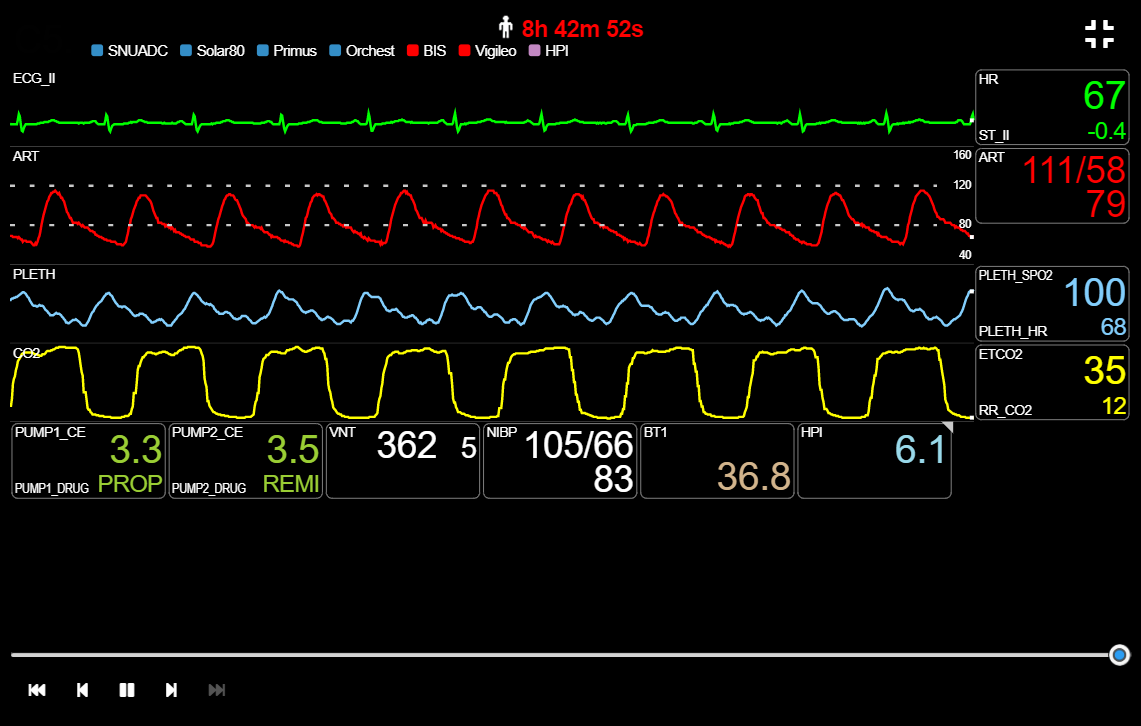 8h 42m 52s
SNUADC Solar80 Primus Orchest BIS Vigileo HPI
ECG_II
HR
67
ST_II -0.4
ART
160
120
80
40
ART
111/58
79
PLETH
PLETH_SPO2
100
PLETH_HR 68
CO2
ETCO2
35
RR_CO2 12
PUMP1_CE
3.3
PUMP1_DRUG PROP
PUMP2_CE
3.5
PUMP2_DRUG REMI
VNT
362 5
NIBP
105/66
83
BT1
36.8
HPI
6.1